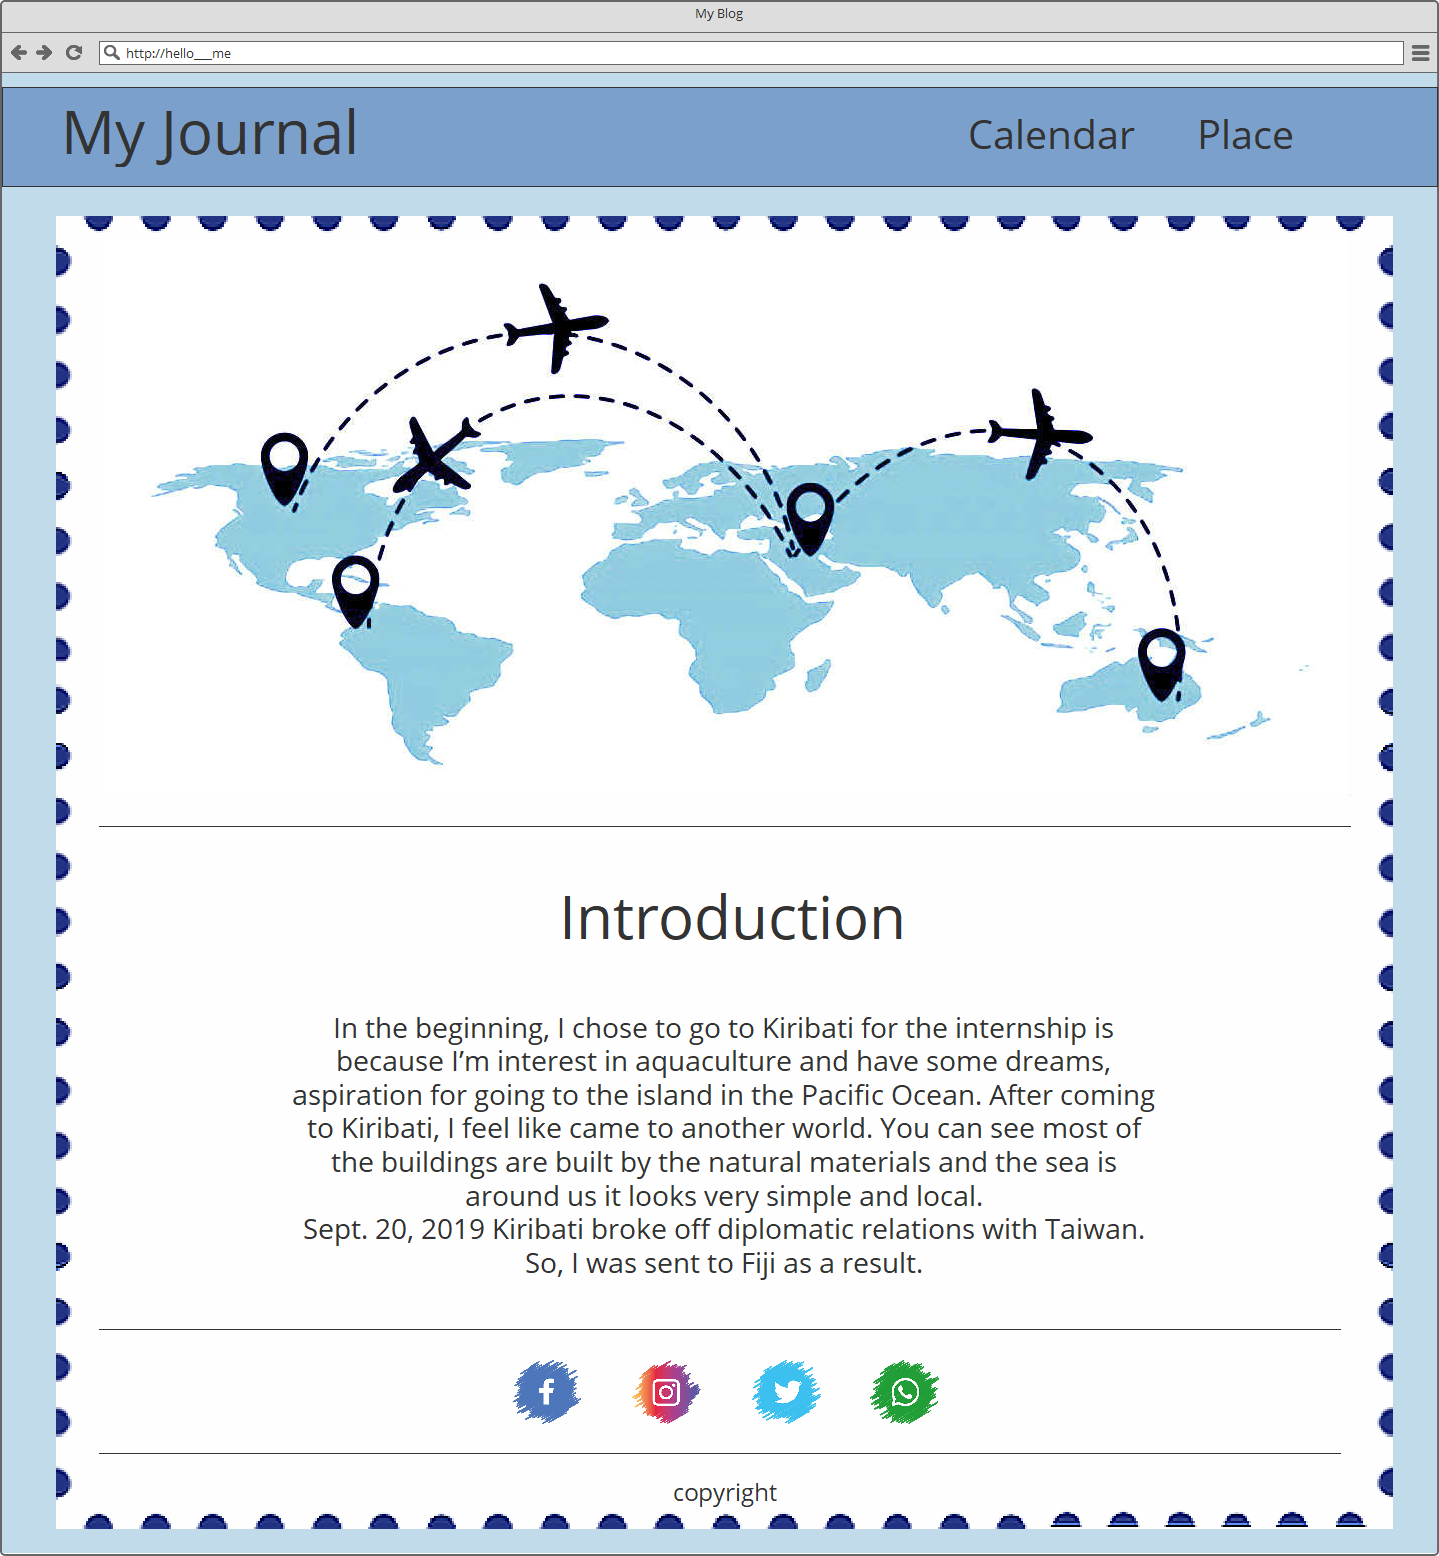 My Blog
http://hello___me
My Journal
Calendar
Place
Introduction
In the beginning, I chose to go to Kiribati for the internship is
because I’m interest in aquaculture and have some dreams,
aspiration for going to the island in the Pacific Ocean. After coming
to Kiribati, I feel like came to another world. You can see most of
the buildings are built by the natural materials and the sea is
around us it looks very simple and local.
Sept. 20, 2019 Kiribati broke off diplomatic relations with Taiwan.
So, I was sent to Fiji as a result.
copyright